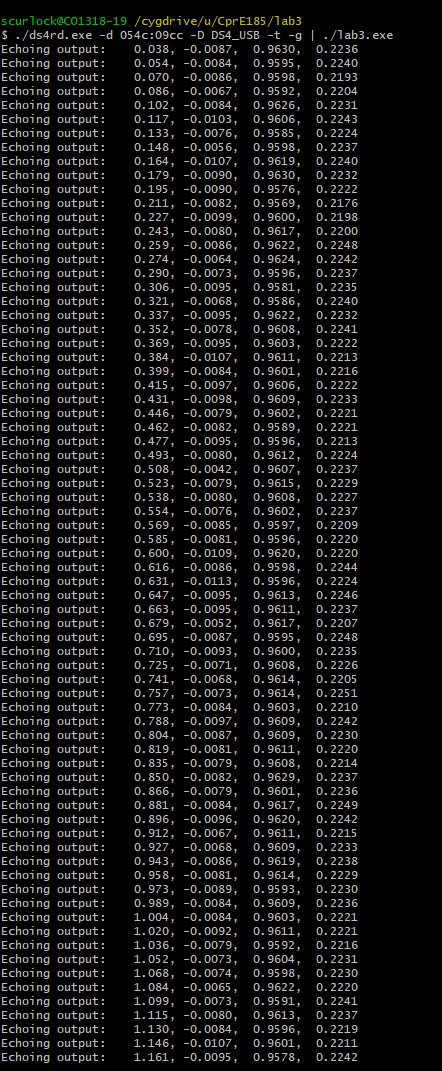 scurlock@CO1318-19 /cygdrive/u/CprE185/lab3
$ ./ds4rd.exe -d 054c:09cc -D DS4_USB -t -g | ./lab3.exe
Echoing output:    0.038, -0.0087,  0.9630,  0.2236
Echoing output:    0.054, -0.0084,  0.9595,  0.2240
Echoing output:    0.070, -0.0086,  0.9598,  0.2193
Echoing output:    0.086, -0.0067,  0.9592,  0.2204
Echoing output:    0.102, -0.0084,  0.9626,  0.2231
Echoing output:    0.117, -0.0103,  0.9606,  0.2243
Echoing output:    0.133, -0.0076,  0.9585,  0.2224
Echoing output:    0.148, -0.0056,  0.9598,  0.2237
Echoing output:    0.164, -0.0107,  0.9619,  0.2240
Echoing output:    0.179, -0.0090,  0.9630,  0.2232
Echoing output:    0.195, -0.0090,  0.9576,  0.2222
Echoing output:    0.211, -0.0082,  0.9569,  0.2176
Echoing output:    0.227, -0.0099,  0.9600,  0.2198
Echoing output:    0.243, -0.0080,  0.9617,  0.2200
Echoing output:    0.259, -0.0086,  0.9622,  0.2248
Echoing output:    0.274, -0.0064,  0.9624,  0.2242
Echoing output:    0.290, -0.0073,  0.9596,  0.2237
Echoing output:    0.306, -0.0095,  0.9581,  0.2235
Echoing output:    0.321, -0.0068,  0.9586,  0.2240
Echoing output:    0.337, -0.0095,  0.9622,  0.2232
Echoing output:    0.352, -0.0078,  0.9608,  0.2241
Echoing output:    0.369, -0.0095,  0.9603,  0.2222
Echoing output:    0.384, -0.0107,  0.9611,  0.2213
Echoing output:    0.399, -0.0084,  0.9601,  0.2216
Echoing output:    0.415, -0.0097,  0.9606,  0.2222
Echoing output:    0.431, -0.0098,  0.9609,  0.2233
Echoing output:    0.446, -0.0079,  0.9602,  0.2221
Echoing output:    0.462, -0.0082,  0.9589,  0.2221
Echoing output:    0.477, -0.0095,  0.9596,  0.2213
Echoing output:    0.493, -0.0080,  0.9612,  0.2224
Echoing output:    0.508, -0.0042,  0.9607,  0.2237
Echoing output:    0.523, -0.0079,  0.9615,  0.2229
Echoing output:    0.538, -0.0080,  0.9608,  0.2227
Echoing output:    0.554, -0.0076,  0.9602,  0.2237
Echoing output:    0.569, -0.0085,  0.9597,  0.2209
Echoing output:    0.585, -0.0081,  0.9596,  0.2220
Echoing output:    0.600, -0.0109,  0.9620,  0.2220
Echoing output:    0.616, -0.0086,  0.9598,  0.2244
Echoing output:    0.631, -0.0113,  0.9596,  0.2224
Echoing output:    0.647, -0.0095,  0.9613,  0.2246
Echoing output:    0.663, -0.0095,  0.9611,  0.2237
Echoing output:    0.679, -0.0052,  0.9617,  0.2207
Echoing output:    0.695, -0.0087,  0.9595,  0.2248
Echoing output:    0.710, -0.0093,  0.9600,  0.2235
Echoing output:    0.725, -0.0071,  0.9608,  0.2226
Echoing output:    0.741, -0.0068,  0.9614,  0.2205
Echoing output:    0.757, -0.0073,  0.9614,  0.2251
Echoing output:    0.773, -0.0084,  0.9603,  0.2210
Echoing output:    0.788, -0.0097,  0.9609,  0.2242
Echoing output:    0.804, -0.0087,  0.9609,  0.2230
Echoing output:    0.819, -0.0081,  0.9611,  0.2220
Echoing output:    0.835, -0.0079,  0.9608,  0.2214
Echoing output:    0.850, -0.0082,  0.9629,  0.2237
Echoing output:    0.866, -0.0079,  0.9601,  0.2236
Echoing output:    0.881, -0.0084,  0.9617,  0.2249
Echoing output:    0.896, -0.0096,  0.9620,  0.2242
Echoing output:    0.912, -0.0067,  0.9611,  0.2215
Echoing output:    0.927, -0.0068,  0.9609,  0.2233
Echoing output:    0.943, -0.0086,  0.9619,  0.2238
Echoing output:    0.958, -0.0081,  0.9614,  0.2229
Echoing output:    0.973, -0.0089,  0.9593,  0.2230
Echoing output:    0.989, -0.0084,  0.9609,  0.2236
Echoing output:    1.004, -0.0084,  0.9603,  0.2221
Echoing output:    1.020, -0.0092,  0.9611,  0.2221
Echoing output:    1.036, -0.0079,  0.9592,  0.2216
Echoing output:    1.052, -0.0073,  0.9604,  0.2231
Echoing output:    1.068, -0.0074,  0.9598,  0.2230
Echoing output:    1.084, -0.0065,  0.9622,  0.2220
Echoing output:    1.099, -0.0073,  0.9591,  0.2241
Echoing output:    1.115, -0.0080,  0.9613,  0.2237
Echoing output:    1.130, -0.0084,  0.9596,  0.2219
Echoing output:    1.146, -0.0107,  0.9601,  0.2211
Echoing output:    1.161, -0.0095,  0.9578,  0.2242